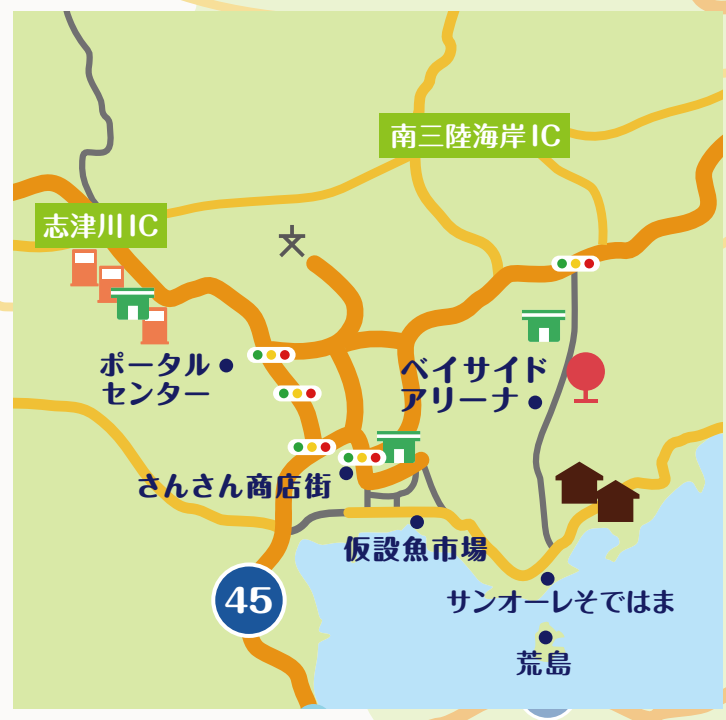 南三陸海岸IC
志津川IC
ポータル
センター
ベイサイド
アリーナ
さんさん商店街
仮設魚市場
45
サンオーレそではま
荒島